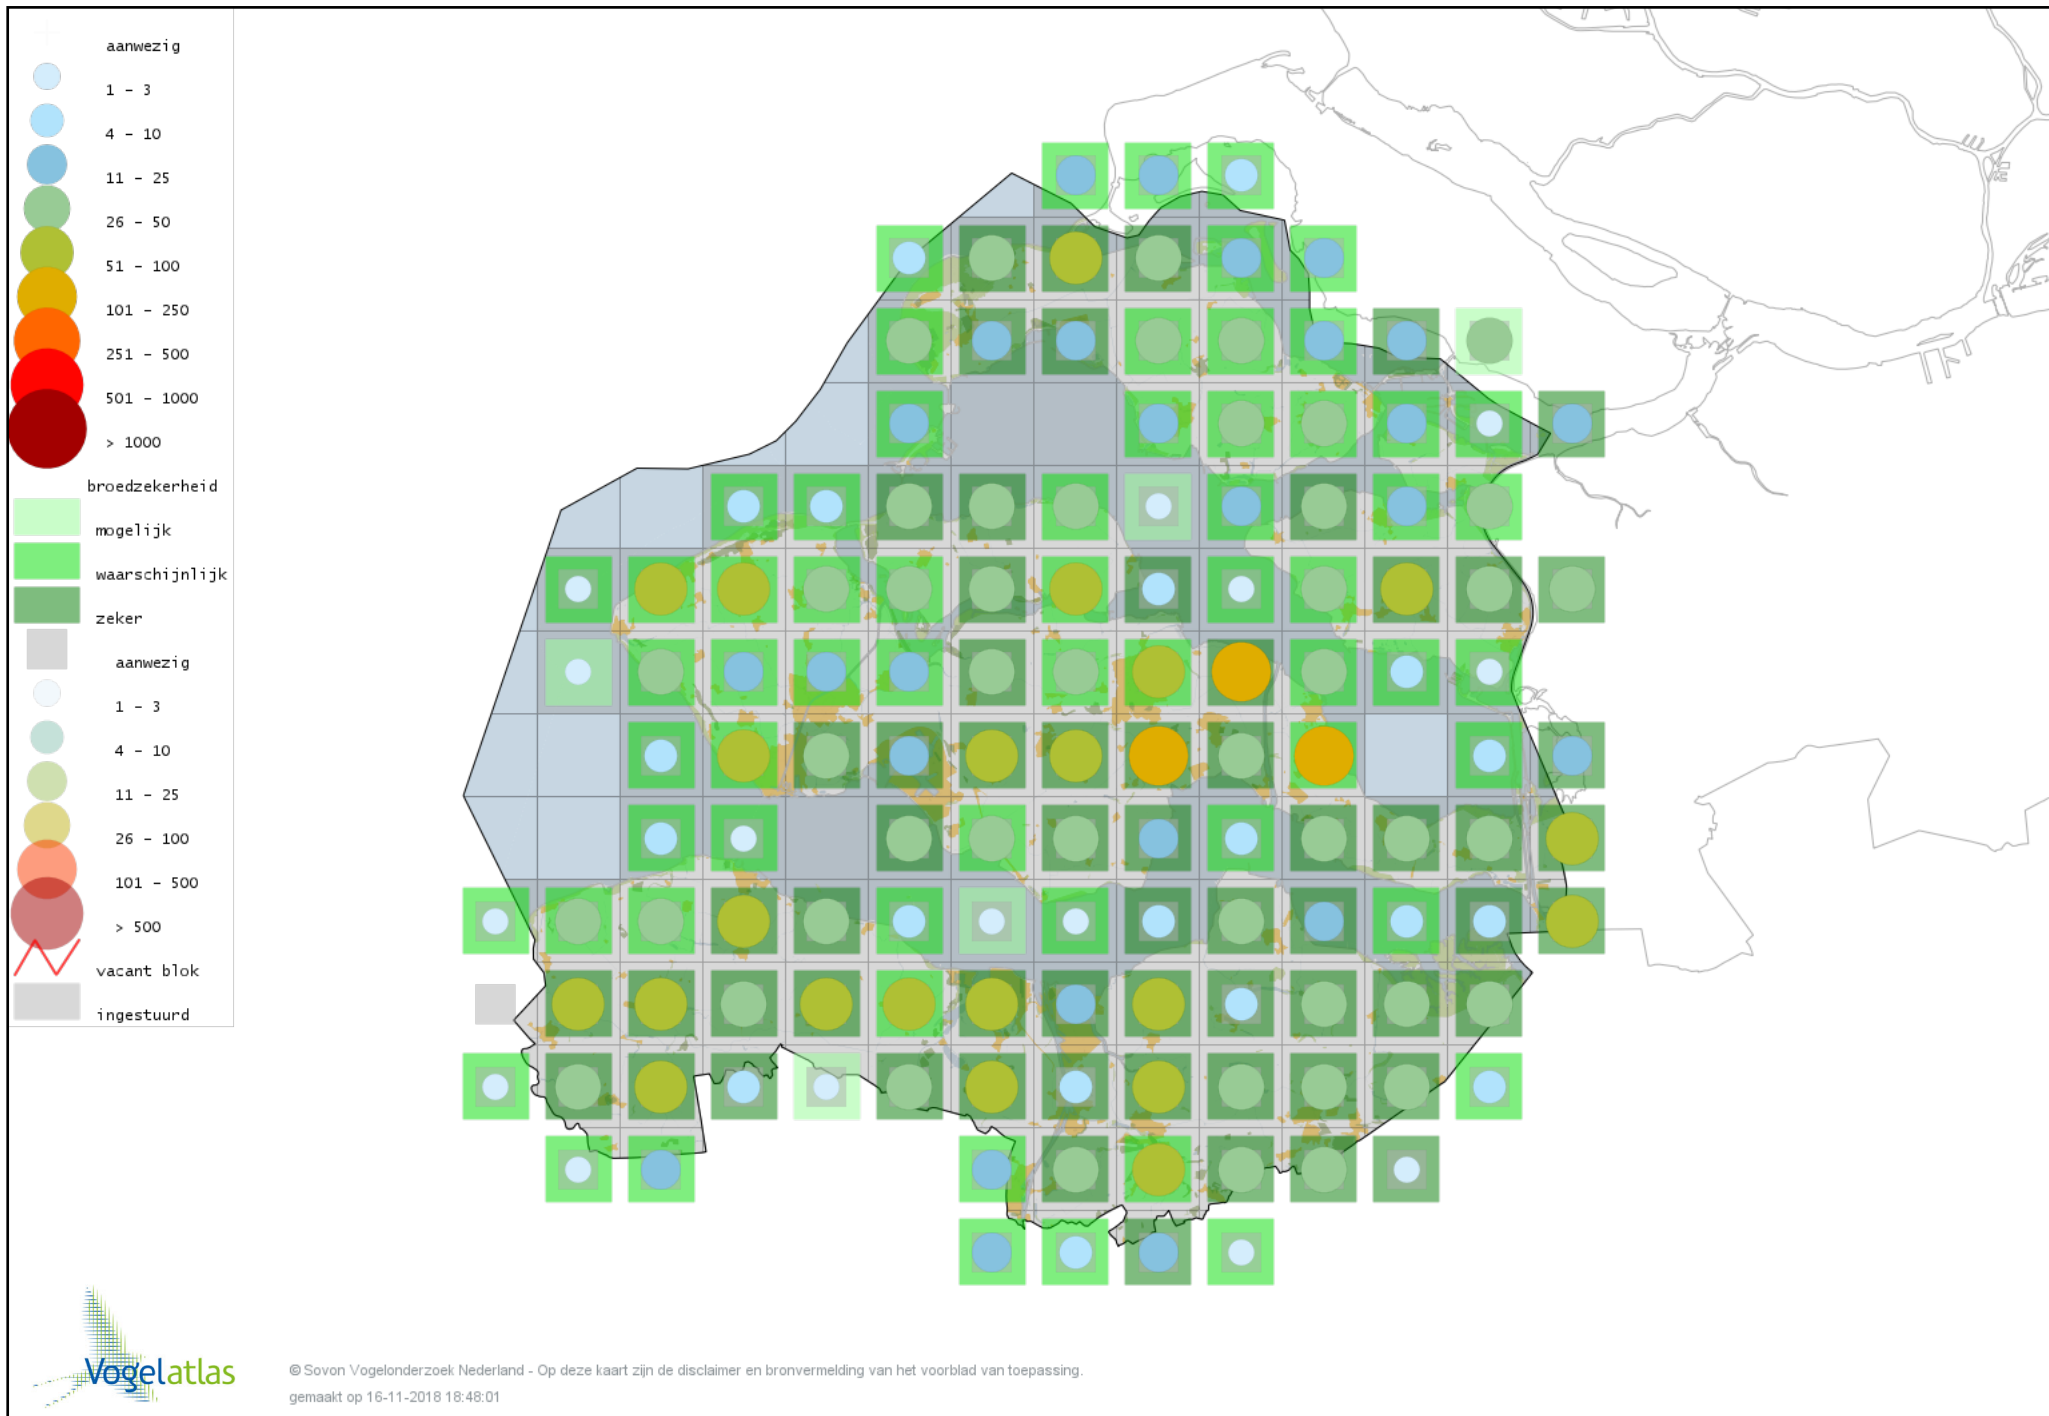 aanwezig
1 - 3
4 - 10
11 - 25
26 - 50
51 - 100
101 - 250
251 - 500
501 - 1000
> 1000
broedzekerheid
mogelijk
waarschijnlijk
zeker
aanwezig
1 - 3
4 - 10
11 - 25
26 - 100
101 - 500
> 500
vacant blok
ingestuurd
Vogelatlas
© Sovon Vogelonderzoek Nederland - Op deze kaart zijn de disclaimer en bronvermelding van het voorblad van toepassing.
gemaakt op 16-11-2018 18:48:01